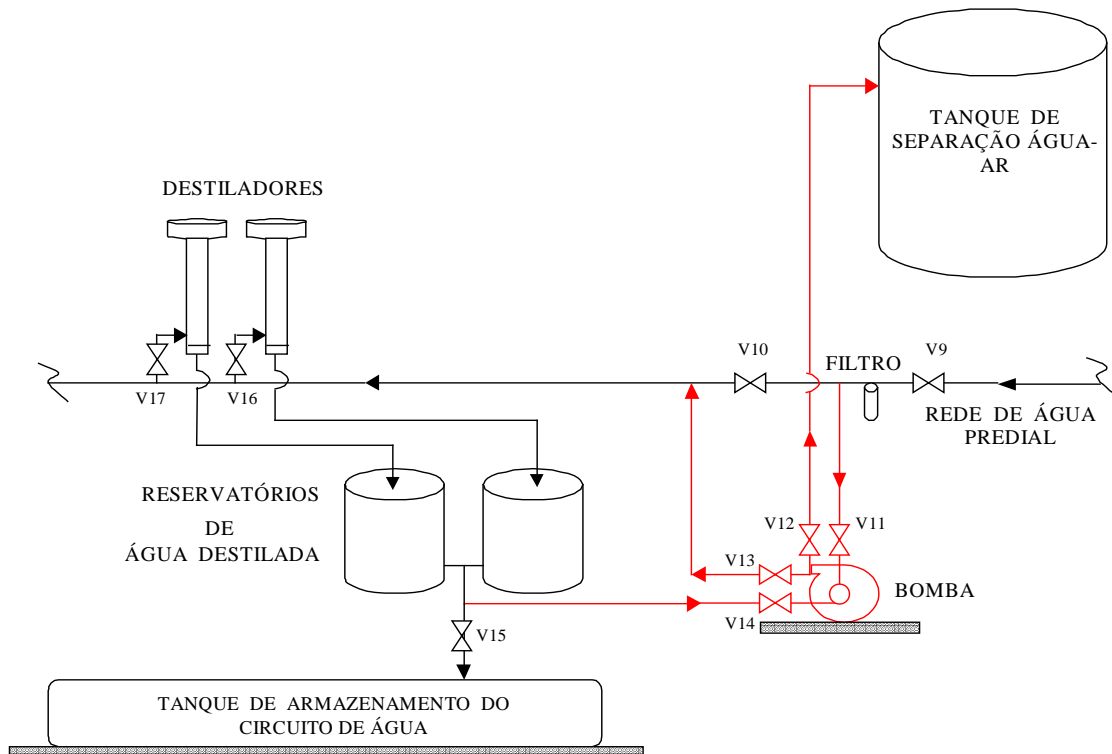 TANQUE DE
SEPARAÇÃO ÁGUA-
AR
DESTILADORES
V10
FILTRO
V9
V17
V16
REDE DE ÁGUA
PREDIAL
RESERVATÓRIOS
DE
ÁGUA DESTILADA
V12
V11
V13
BOMBA
V14
V15
TANQUE DE ARMAZENAMENTO DO
CIRCUITO DE ÁGUA